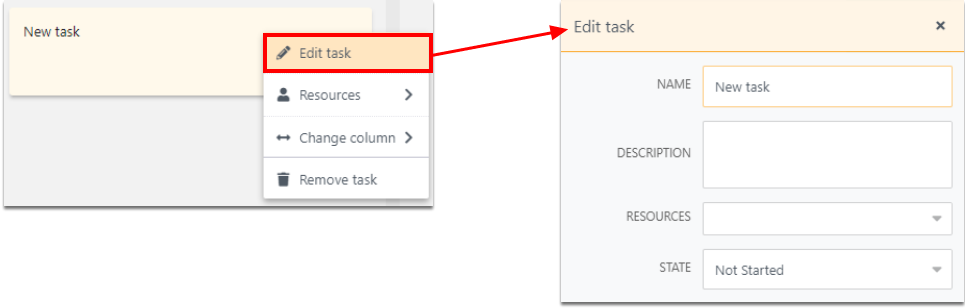 New task
Edit task
Resources
Change column
Remove task
Edit task
NAME
New task
DESCRIPTION
RESOURCES
STATE
Not Started